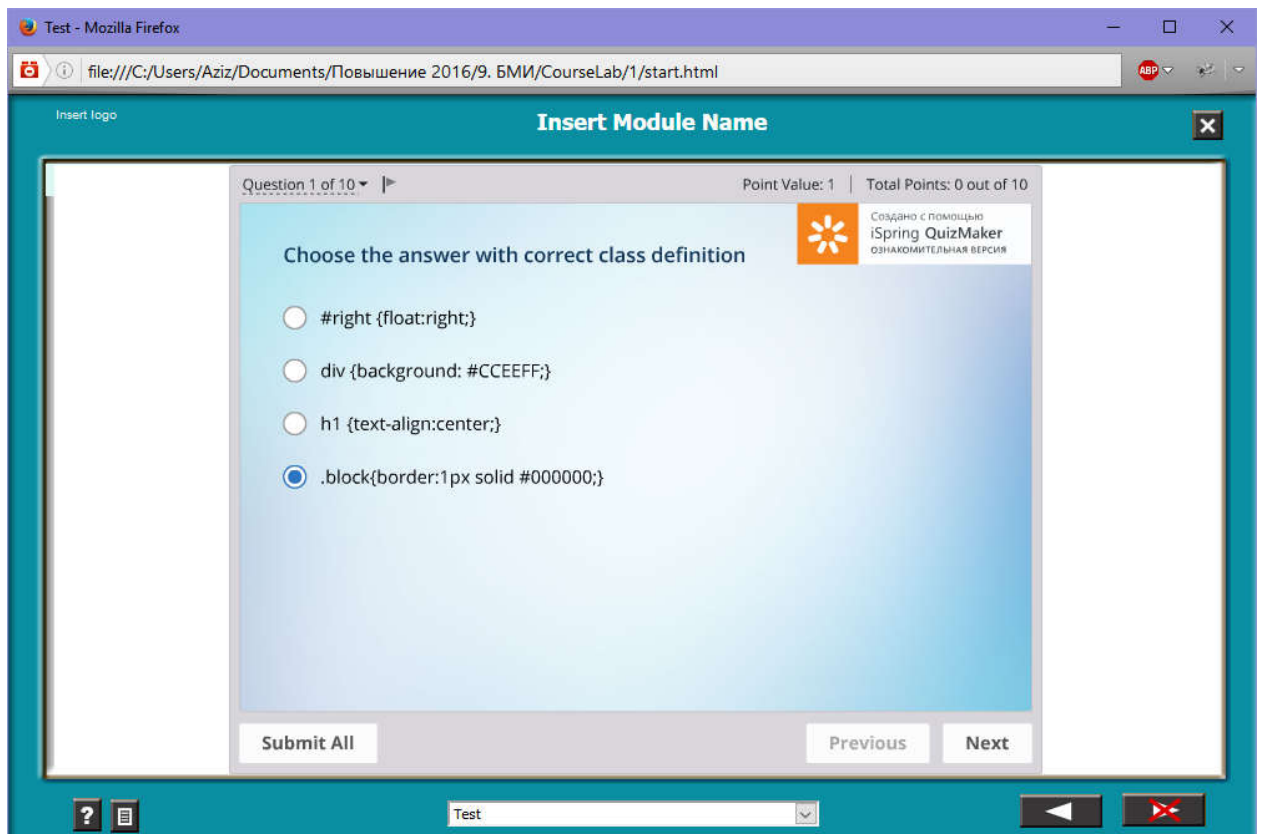 Test - Mozilla Firefox
file:///C:/Users/Aziz/Documents/Повышение 2016/9. БМИ/CourseLab/1/start.html
ABP
Insert logo
Insert Module Name
Question 1 of 10
Point Value: 1 | Total Points: 0 out of 10
Создано с помощью
iSpring QuizMaker
ОЗНАКОМИТЕЛЬНАЯ ВЕРСИЯ
Choose the answer with correct class definition
#right {float:right;}
div {background: #CCEEFF;}
h1 {text-align:center;}
.block{border:1px solid #000000;}
Submit All
Previous
Next
?
Test